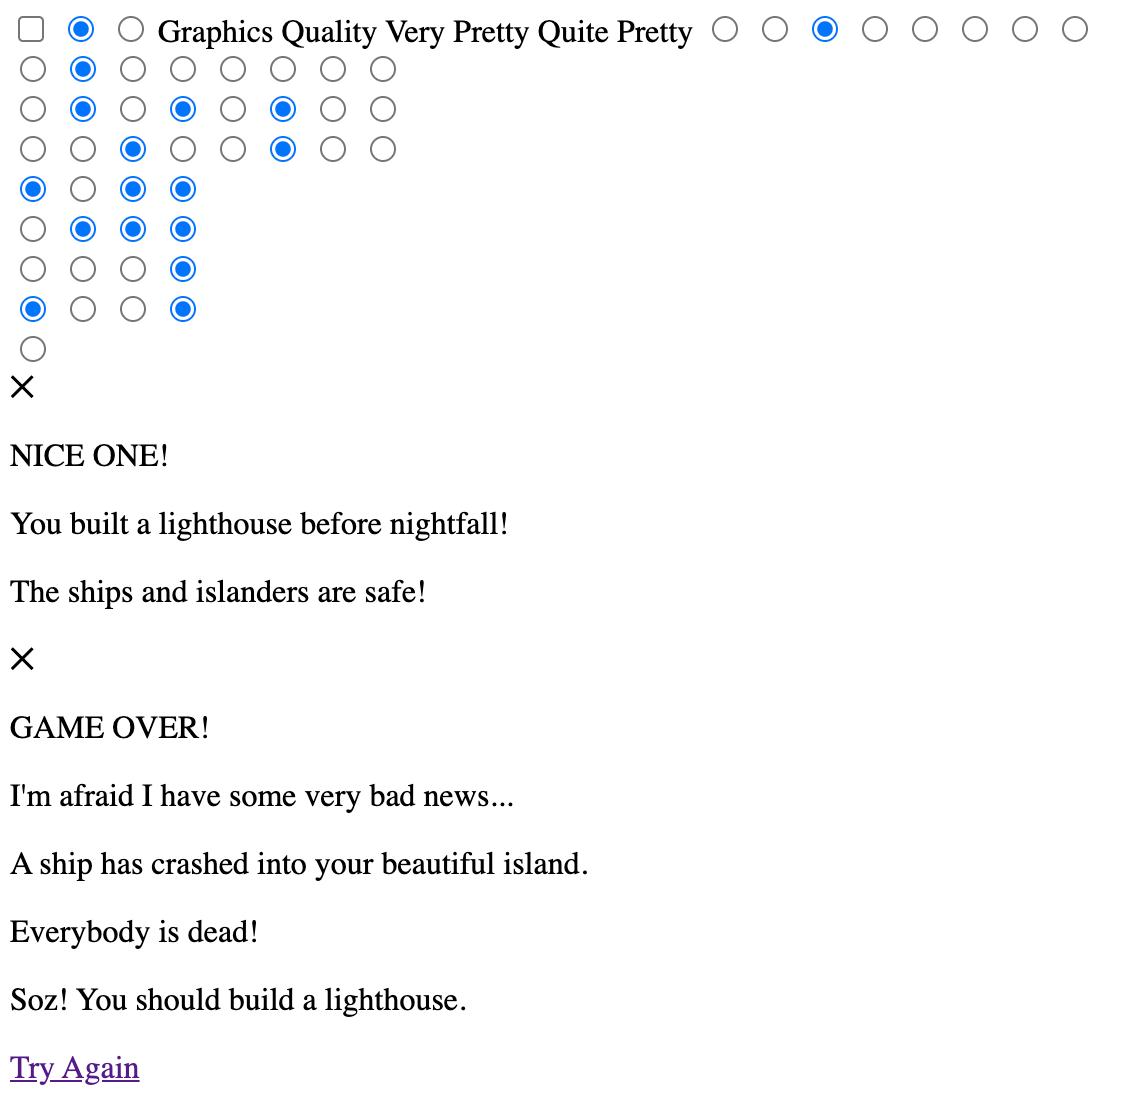 Graphics Quality Very Pretty Quite Pretty
NICE ONE!
You built a lighthouse before nightfall!
The ships and islanders are safe!
GAME OVER!
I'm afraid I have some very bad news...
A ship has crashed into your beautiful island.
Everybody is dead!
Soz! You should build a lighthouse.
Try Again